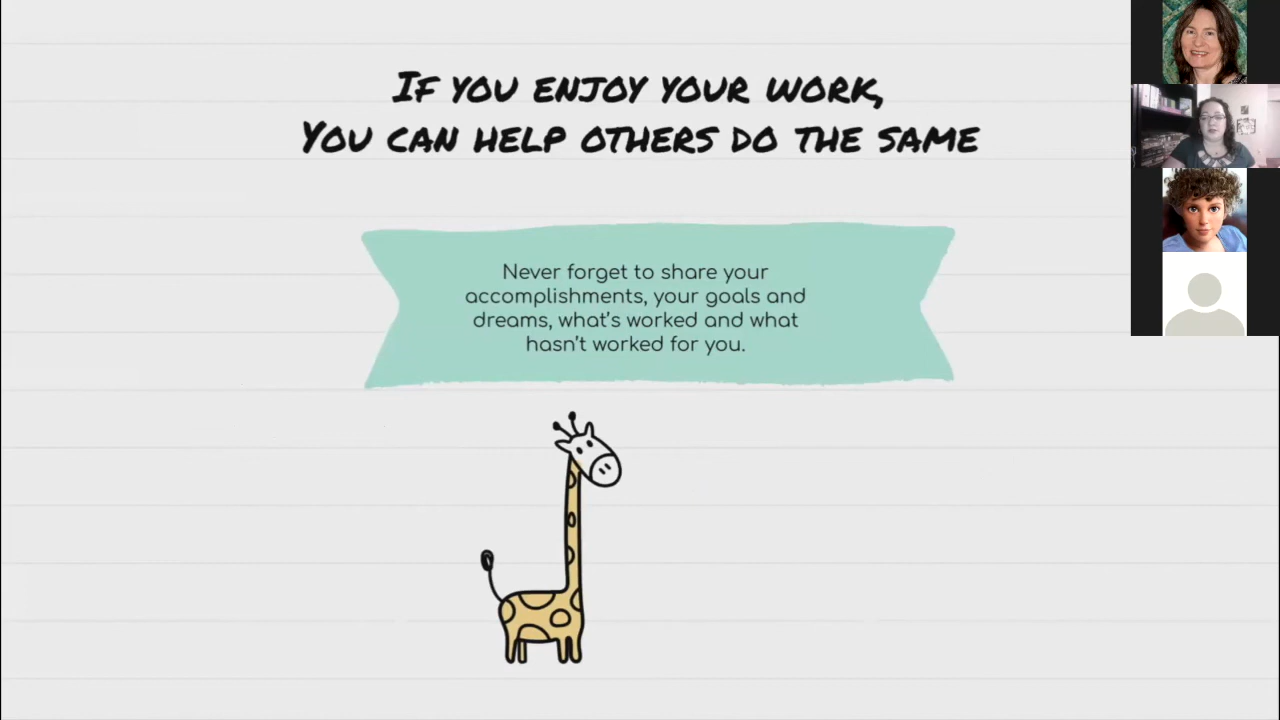 If you enjoy your work,
You can help others do the same
Never forget to share your
accomplishments, your goals and
dreams, what's worked and what
hasn't worked for you.